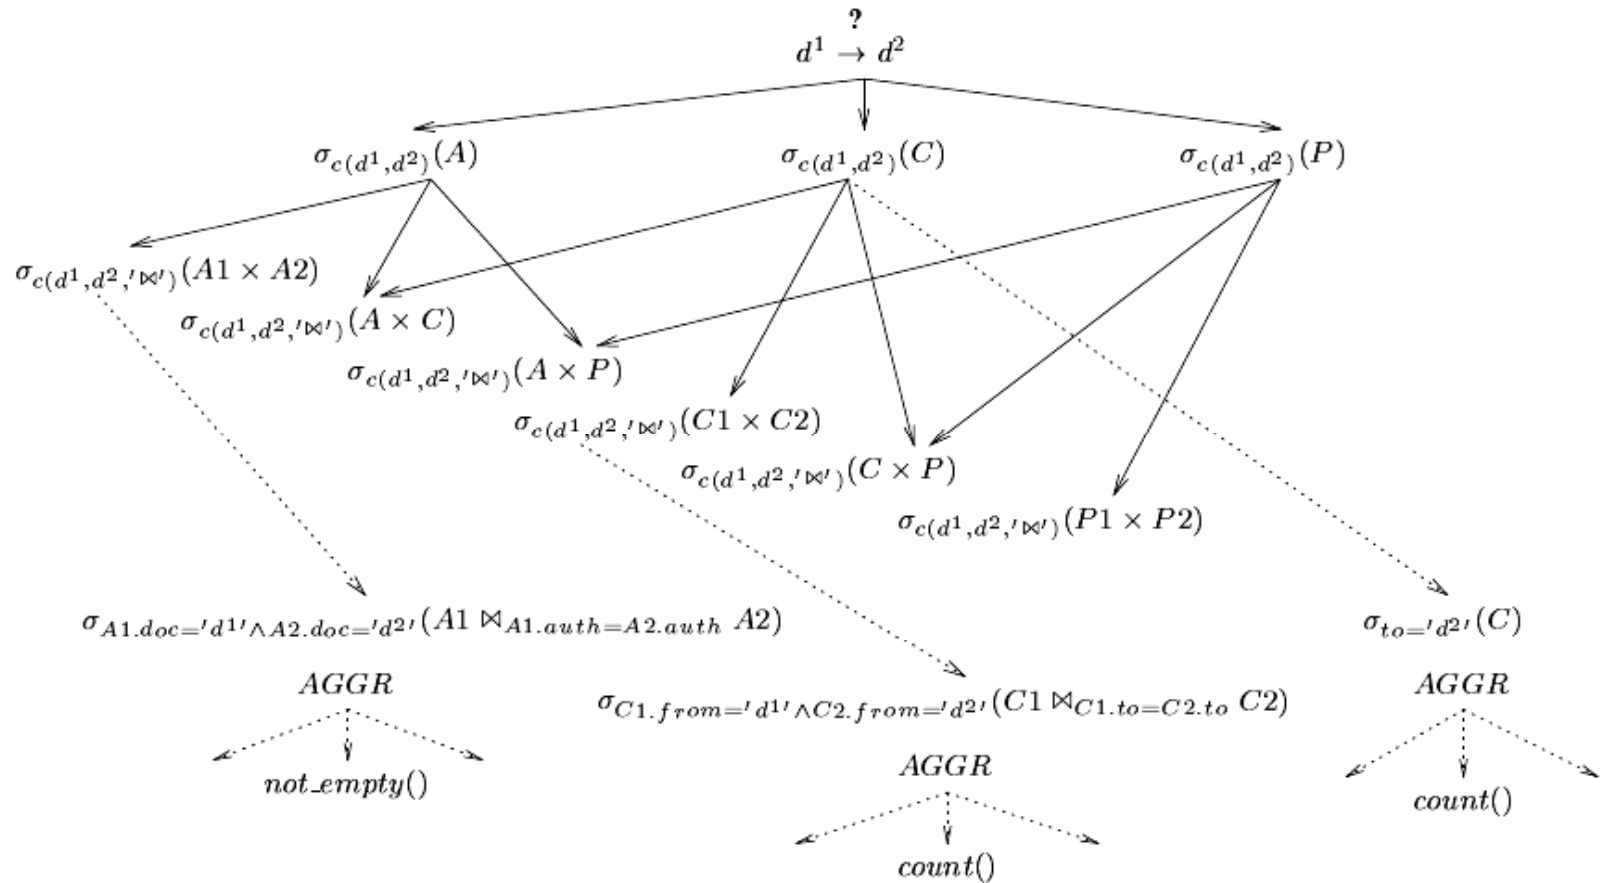 ?
d¹ → d²
σ_c(d¹,d²)(A)
σ_c(d¹,d²)(C)
σ_c(d¹,d²)(P)
σ_c(d¹,d²,'⋈')(A1 × A2)
σ_c(d¹,d²,'⋈')(A × C)
σ_c(d¹,d²,'⋈')(A × P)
σ_c(d¹,d²,'⋈')(C1 × C2)
σ_c(d¹,d²,'⋈')(C × P)
σ_c(d¹,d²,'⋈')(P1 × P2)
σ_A1.doc='d¹'∧A2.doc='d²'(A1 ⋈_A1.auth=A2.auth A2)
AGGR
not_empty()
σ_C1.from='d¹'∧C2.from='d²'(C1 ⋈_C1.to=C2.to C2)
AGGR
count()
σ_to='d²'(C)
AGGR
count()